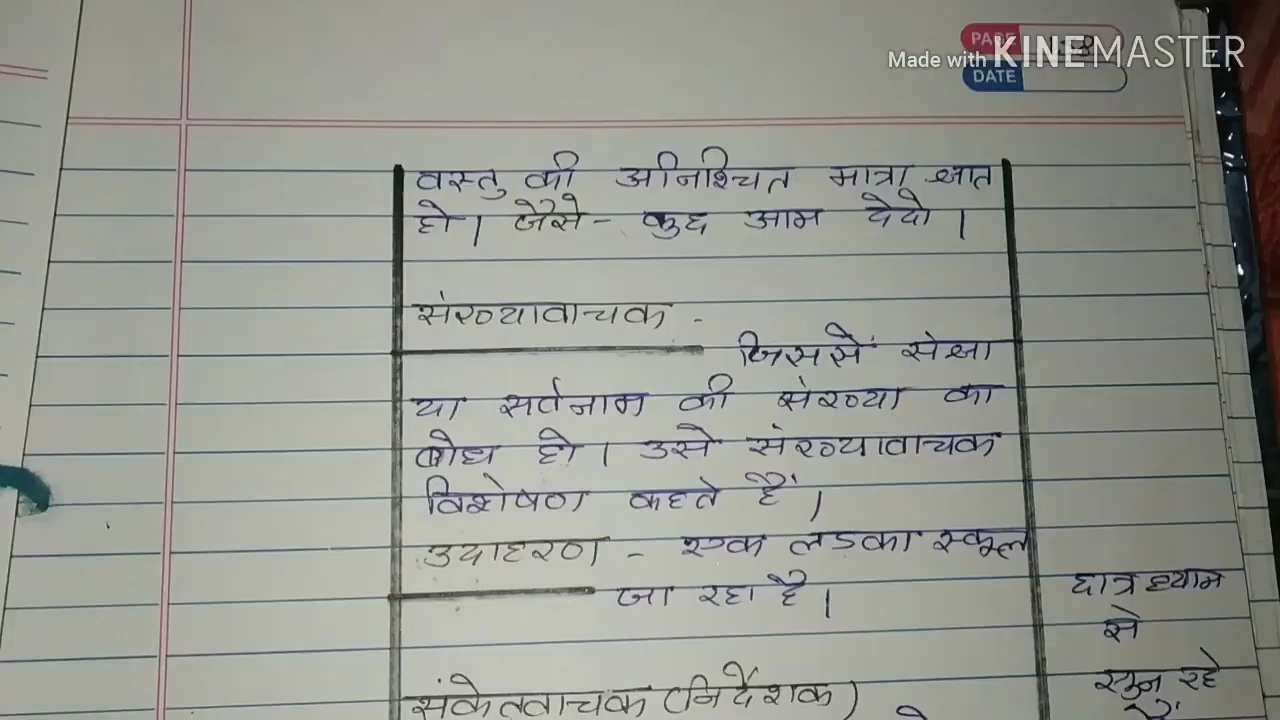 Made with KINEMASTER
PAGE
DATE
वस्तु की अनिश्चित मात्रा ज्ञात
हो। जैसे - कुछ आम देदो।
संख्यावाचक -
जिससें संज्ञा
या सर्वनाम की संख्या का
बोध हो। उसे संख्यावाचक
विशेषण कहते हैं।
उदाहरण - एक लड़का स्कूल
जा रहा है।
संकेतवाचक (निर्देशक)
छात्र ध्यान
से
सुन रहे